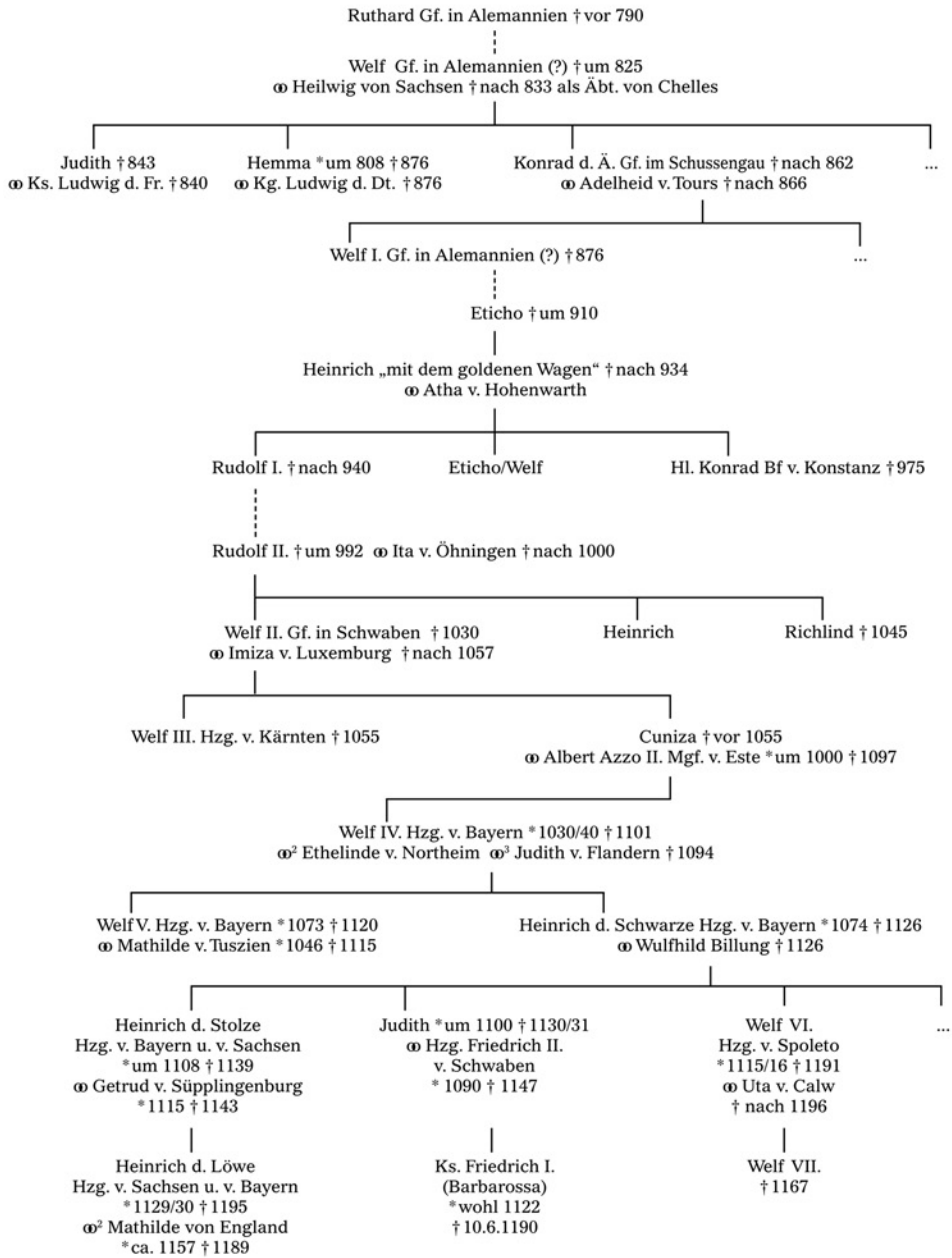 Ruthard Gf. in Alemannien † vor 790
Welf Gf. in Alemannien (?) † um 825
⚭ Heilwig von Sachsen † nach 833 als Äbt. von Chelles
Judith † 843
⚭ Ks. Ludwig d. Fr. † 840
Hemma * um 808 † 876
⚭ Kg. Ludwig d. Dt. † 876
Konrad d. Ä. Gf. im Schussengau † nach 862
⚭ Adelheid v. Tours † nach 866
...
Welf I. Gf. in Alemannien (?) † 876
...
Eticho † um 910
Heinrich „mit dem goldenen Wagen“ † nach 934
⚭ Atha v. Hohenwarth
Rudolf I. † nach 940
Eticho/Welf
Hl. Konrad Bf v. Konstanz † 975
Rudolf II. † um 992 ⚭ Ita v. Öhningen † nach 1000
Welf II. Gf. in Schwaben † 1030
⚭ Imiza v. Luxemburg † nach 1057
Heinrich
Richlind † 1045
Welf III. Hzg. v. Kärnten † 1055
Cuniza † vor 1055
⚭ Albert Azzo II. Mgf. v. Este * um 1000 † 1097
Welf IV. Hzg. v. Bayern * 1030/40 † 1101
⚭² Ethelinde v. Northeim ⚭³ Judith v. Flandern † 1094
Welf V. Hzg. v. Bayern * 1073 † 1120
⚭ Mathilde v. Tuszien * 1046 † 1115
Heinrich d. Schwarze Hzg. v. Bayern * 1074 † 1126
⚭ Wulfhild Billung † 1126
Heinrich d. Stolze
Hzg. v. Bayern u. v. Sachsen
* um 1108 † 1139
⚭ Getrud v. Süpplingenburg
* 1115 † 1143
Judith * um 1100 † 1130/31
⚭ Hzg. Friedrich II.
v. Schwaben
* 1090 † 1147
Welf VI.
Hzg. v. Spoleto
* 1115/16 † 1191
⚭ Uta v. Calw
† nach 1196
...
Heinrich d. Löwe
Hzg. v. Sachsen u. v. Bayern
* 1129/30 † 1195
⚭² Mathilde von England
* ca. 1157 † 1189
Ks. Friedrich I.
(Barbarossa)
* wohl 1122
† 10.6.1190
Welf VII.
† 1167